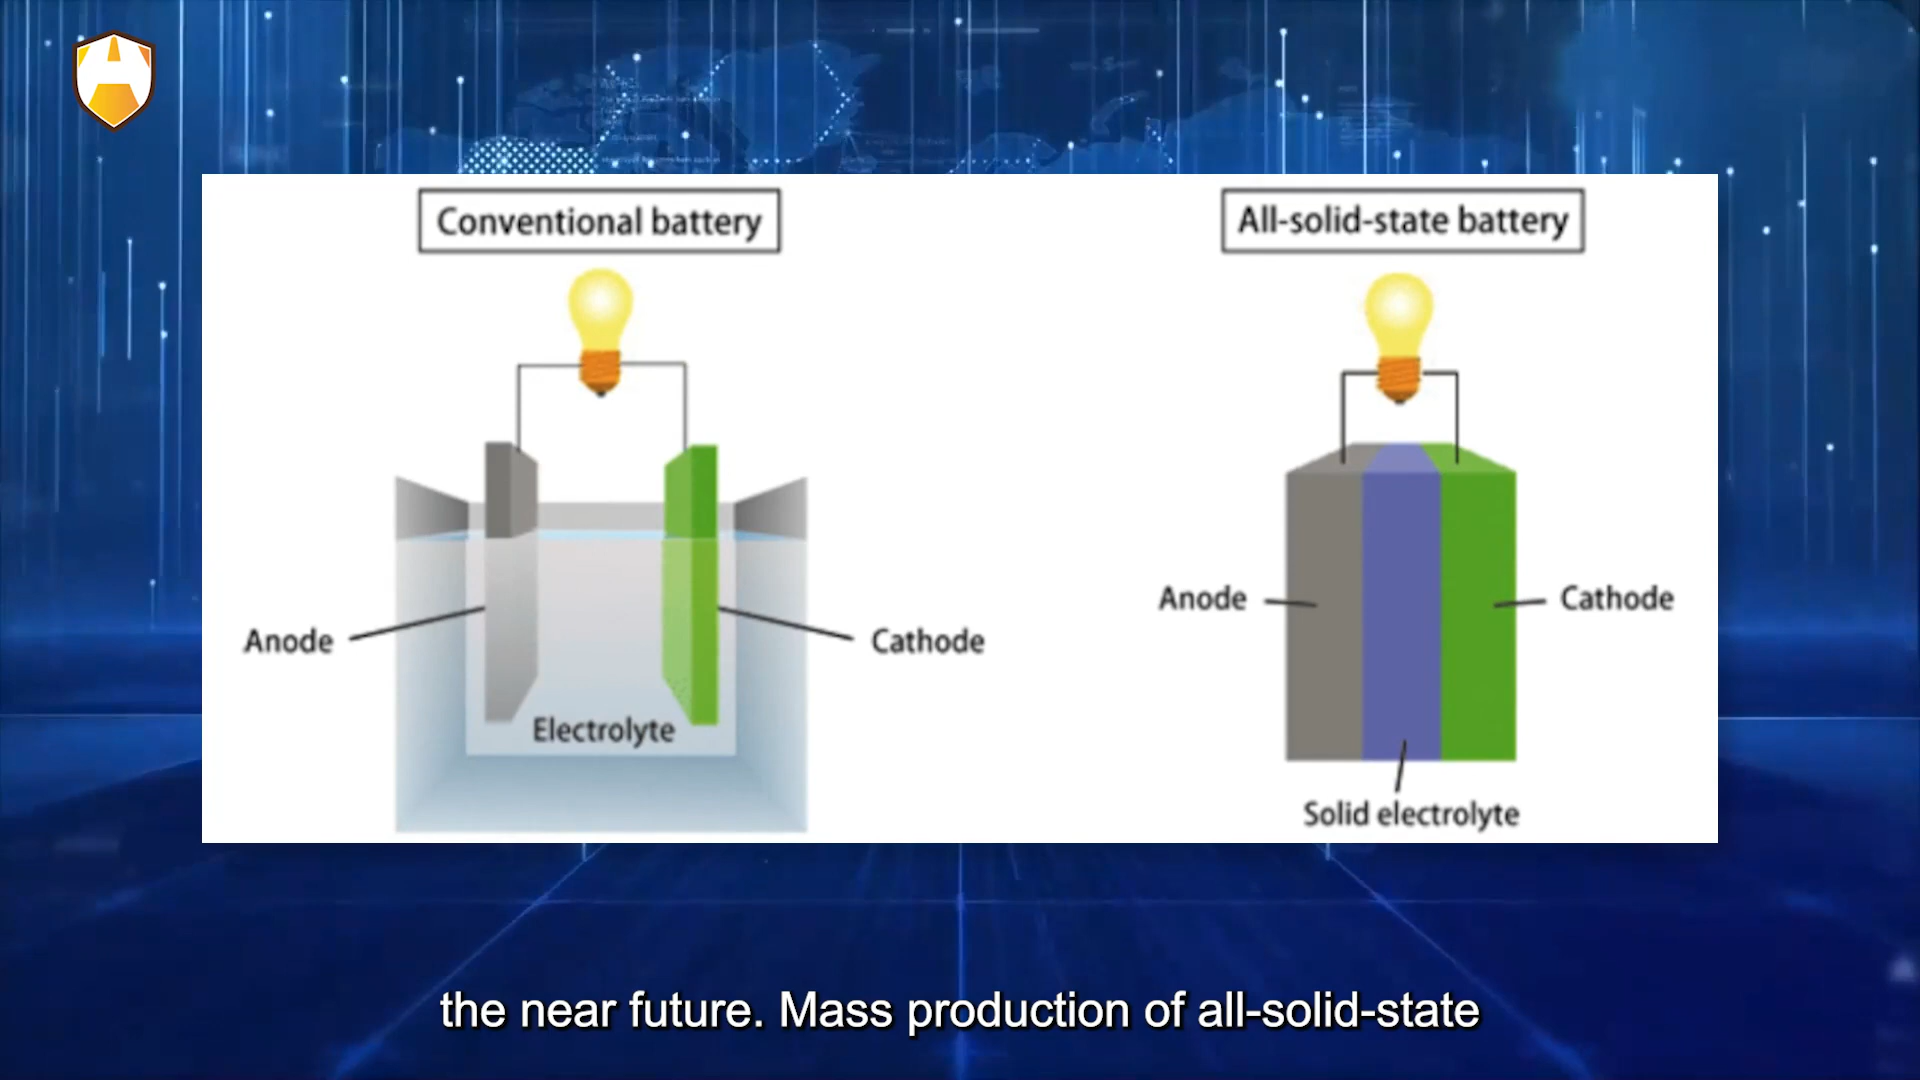 Conventional battery
All-solid-state battery
Anode
Cathode
Electrolyte
Anode
Cathode
Solid electrolyte
the near future. Mass production of all-solid-state